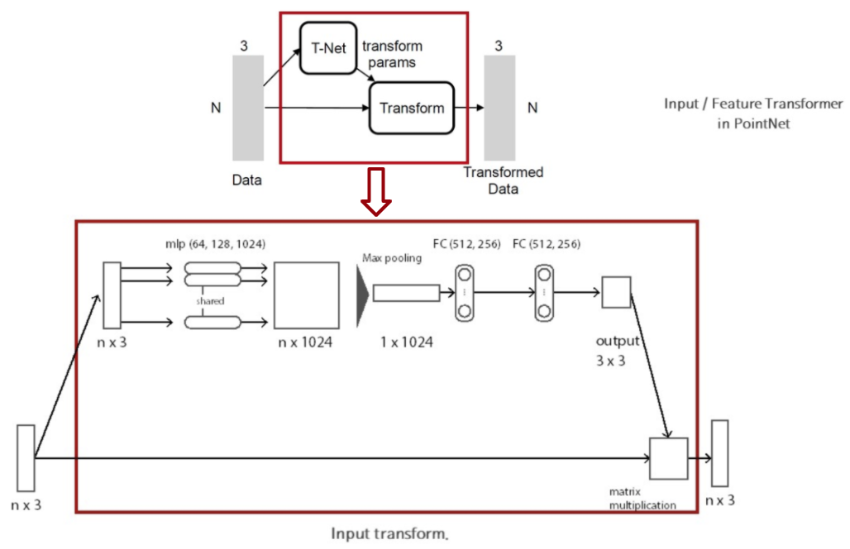 3
T-Net
transform
params
3
N
Transform
N
Input / Feature Transformer
in PointNet
Data
Transformed
Data
mlp (64, 128, 1024)
Max pooling
FC (512, 256)
FC (512, 256)
shared
n x 3
n x 1024
1 x 1024
output
3 x 3
n x 3
matrix
multiplication
n x 3
Input transform.